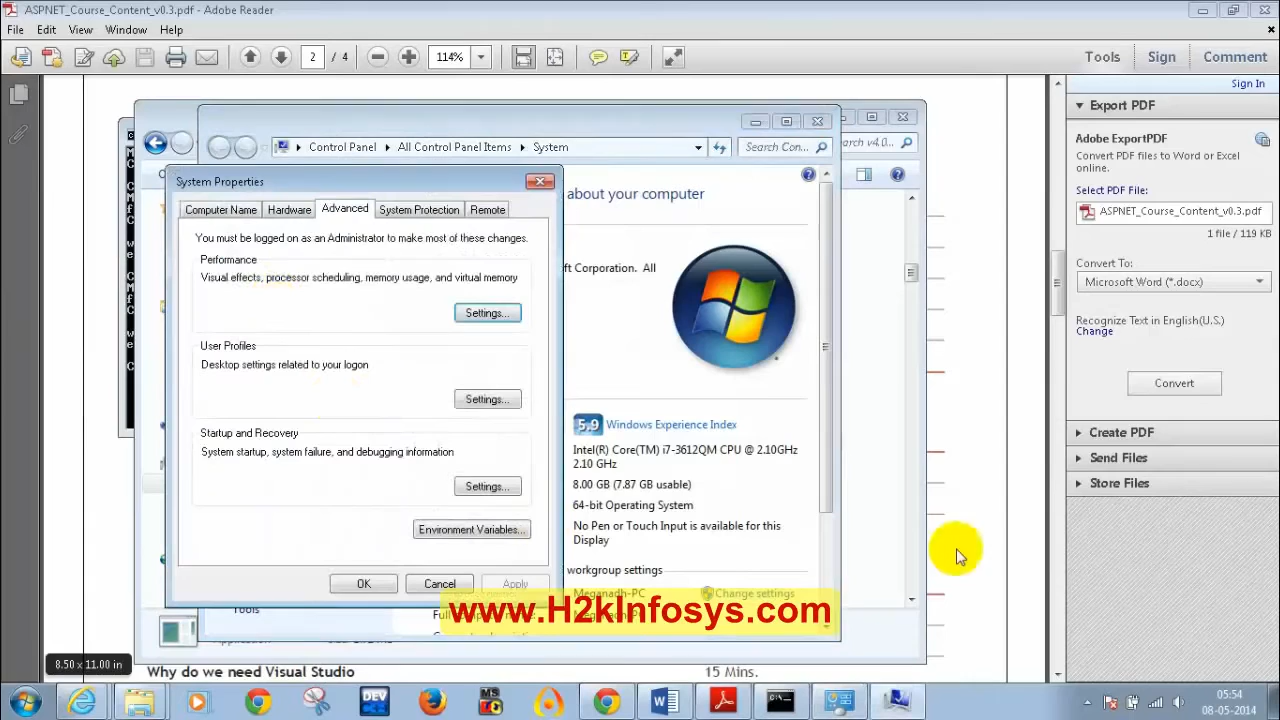 ASPNET_Course_Content_v0.3.pdf - Adobe Reader
File Edit View Window Help
2 / 4 114%
Tools Sign Comment
Sign In
Export PDF
Adobe ExportPDF
Convert PDF files to Word or Excel
online.
Select PDF File:
ASPNET_Course_Content_v0.3.pdf
1 file / 119 KB
Convert To:
Microsoft Word (*.docx)
Recognize Text in English(U.S.)
Change
Convert
Create PDF
Send Files
Store Files
Control Panel All Control Panel Items System
Search Con...
System Properties
Computer Name Hardware Advanced System Protection Remote
You must be logged on as an Administrator to make most of these changes.
Performance
Visual effects, processor scheduling, memory usage, and virtual memory
Settings...
User Profiles
Desktop settings related to your logon
Settings...
Startup and Recovery
System startup, system failure, and debugging information
Settings...
Environment Variables...
OK Cancel Apply
about your computer
ft Corporation. All
5.9 Windows Experience Index
Intel(R) Core(TM) i7-3612QM CPU @ 2.10GHz
2.10 GHz
8.00 GB (7.87 GB usable)
64-bit Operating System
No Pen or Touch Input is available for this
Display
workgroup settings
Meganadh-PC Change settings
www.H2kInfosys.com
Tools
8.50 x 11.00 in
Why do we need Visual Studio 15 Mins.
DEV
MS
05:54
08-05-2014